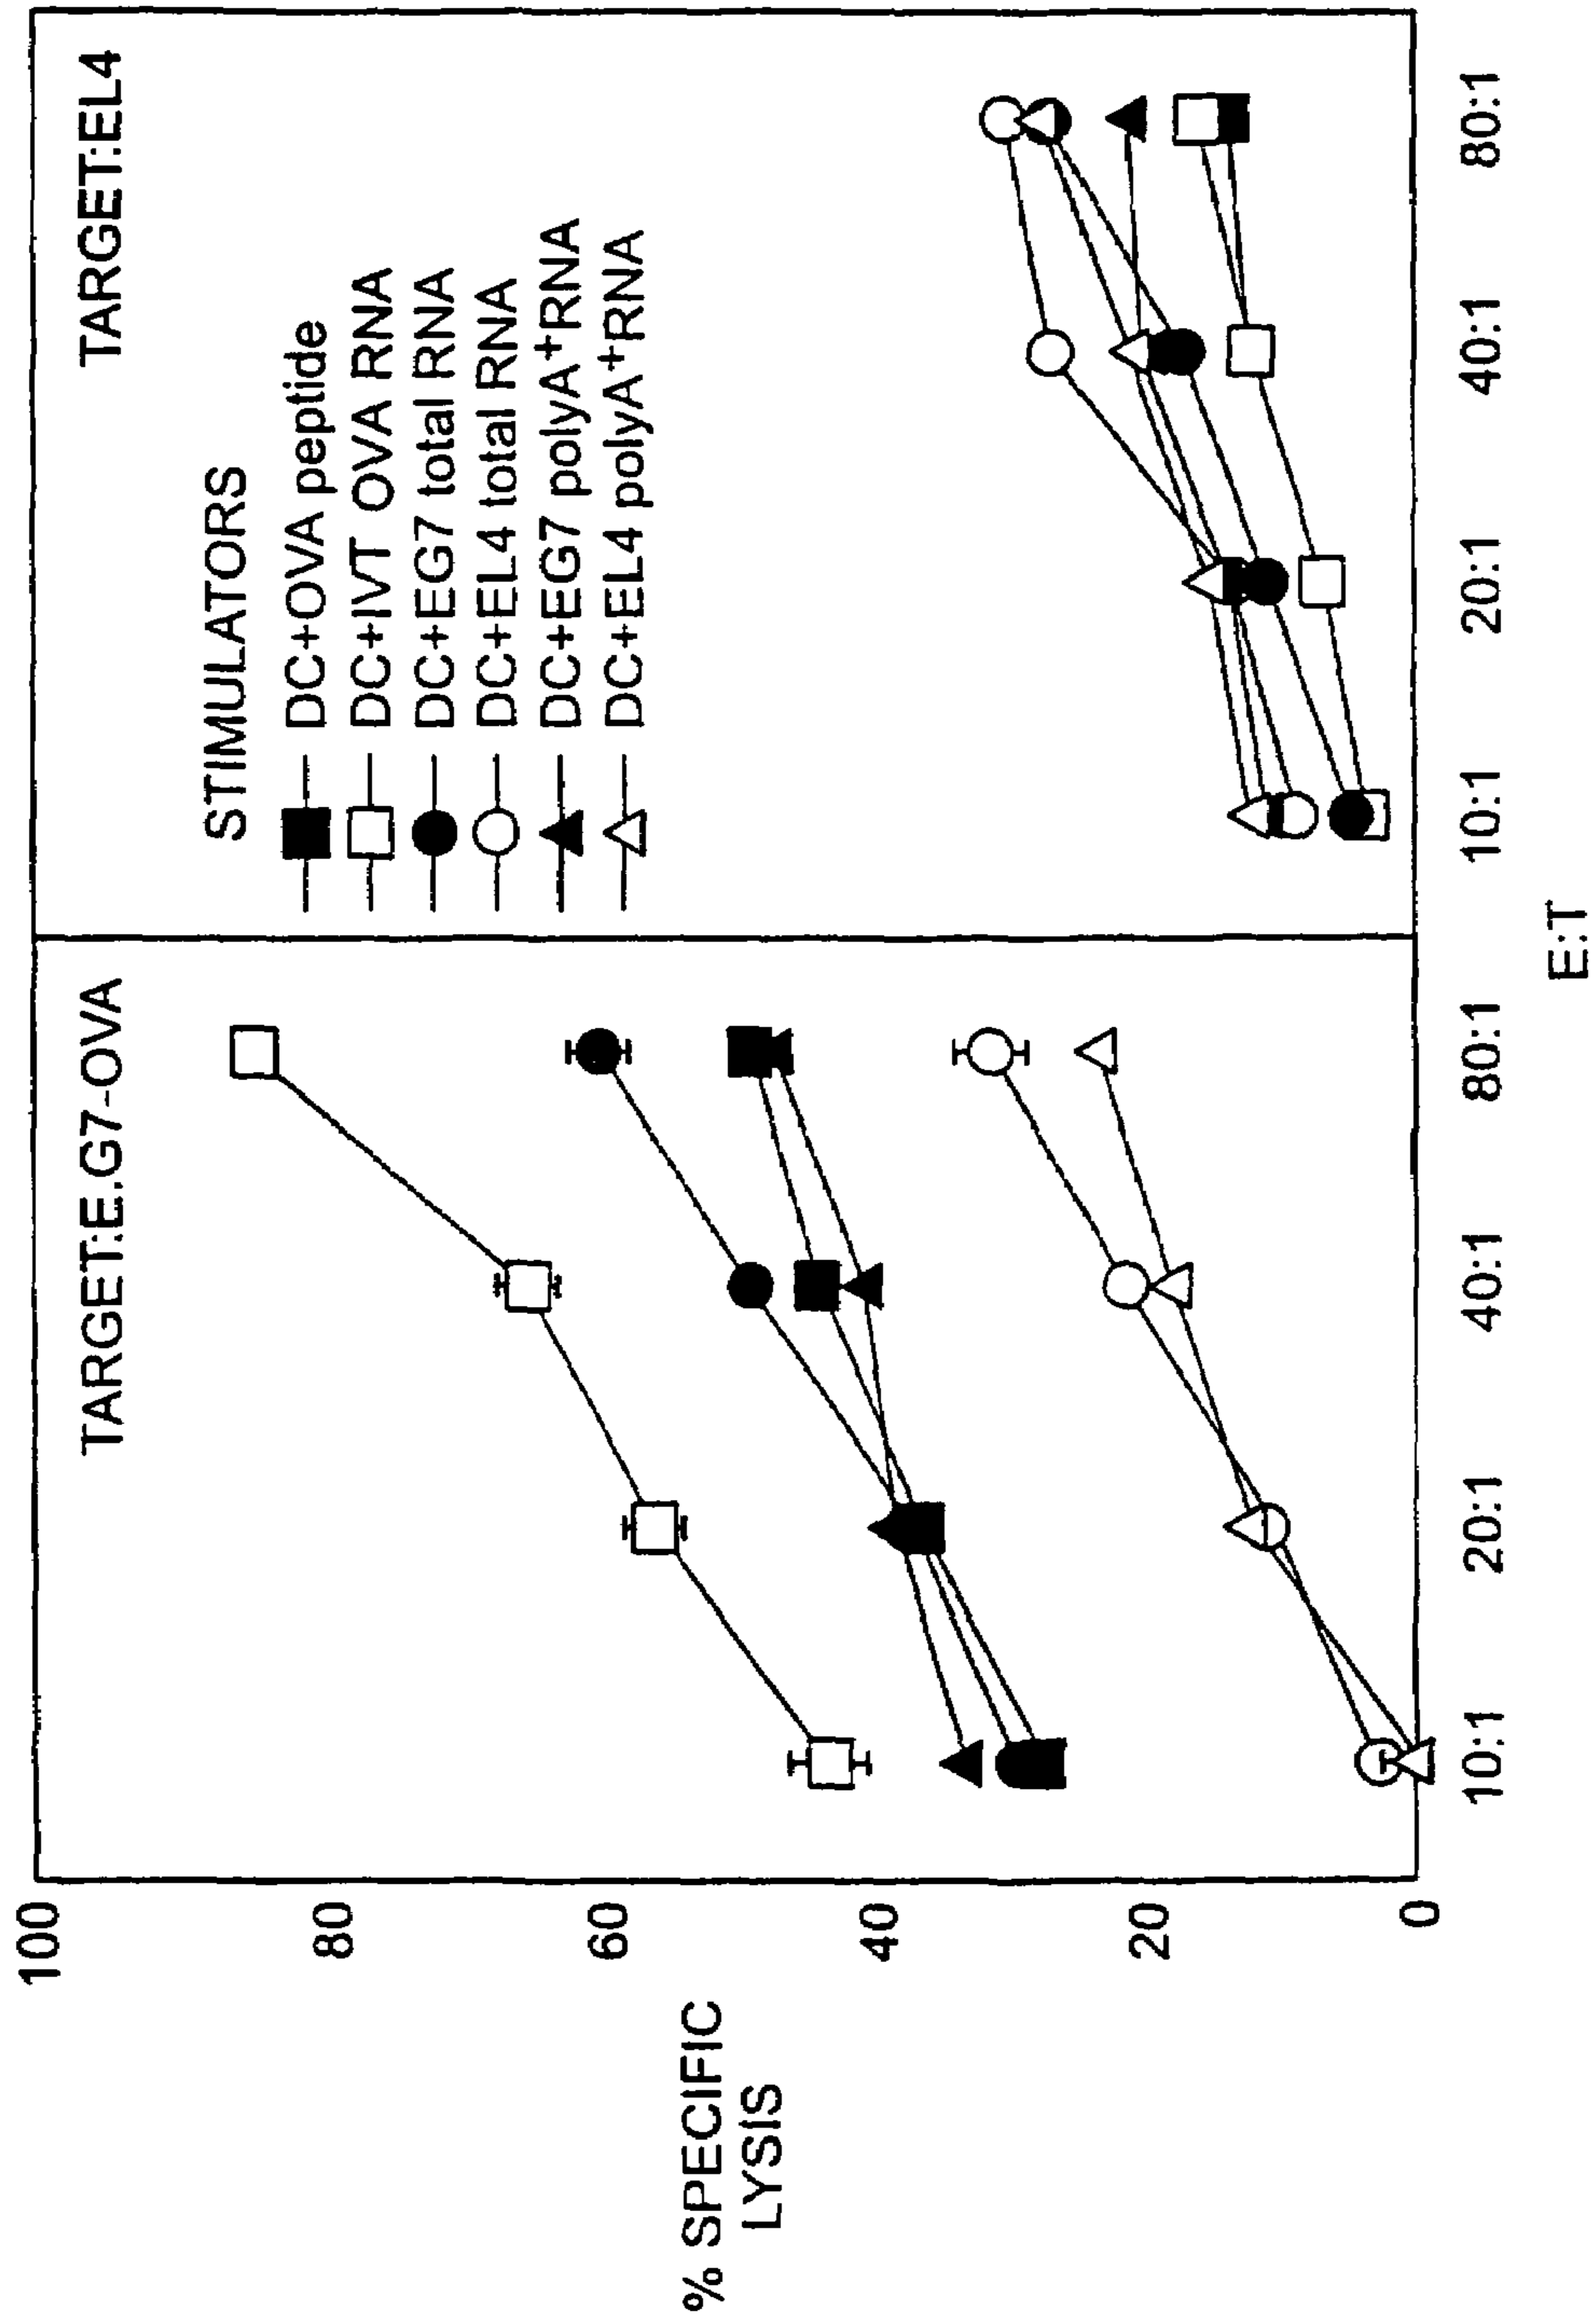 TARGET:E.G7-OVA
TARGET:EL4
STIMULATORS
DC+OVA peptide
DC+IVT OVA RNA
DC+EG7 total RNA
DC+EL4 total RNA
DC+EG7 polyA+RNA
DC+EL4 polyA+RNA
% SPECIFIC
LYSIS
100
80
60
40
20
0
10:1
20:1
40:1
80:1
10:1
20:1
40:1
80:1
E:T